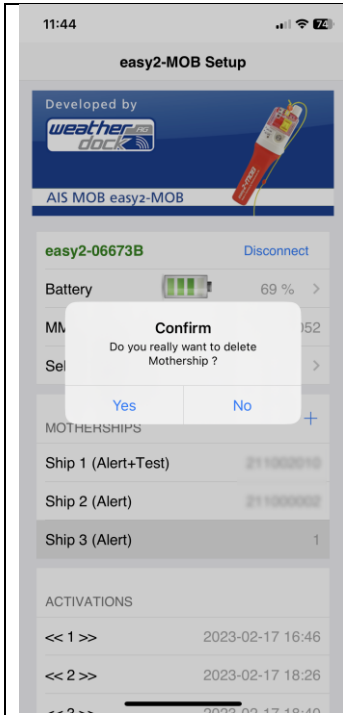 11:44
74
easy2-MOB Setup
Developed by
weather AG
dock
AIS MOB easy2-MOB
easy2-06673B Disconnect
Battery 69 % >
MM 052
Confirm
Do you really want to delete
Mothership ?
Sel >
Yes No
MOTHERSHIPS +
Ship 1 (Alert+Test)
Ship 2 (Alert)
Ship 3 (Alert) 1
ACTIVATIONS
<< 1 >> 2023-02-17 16:46
<< 2 >> 2023-02-17 18:26